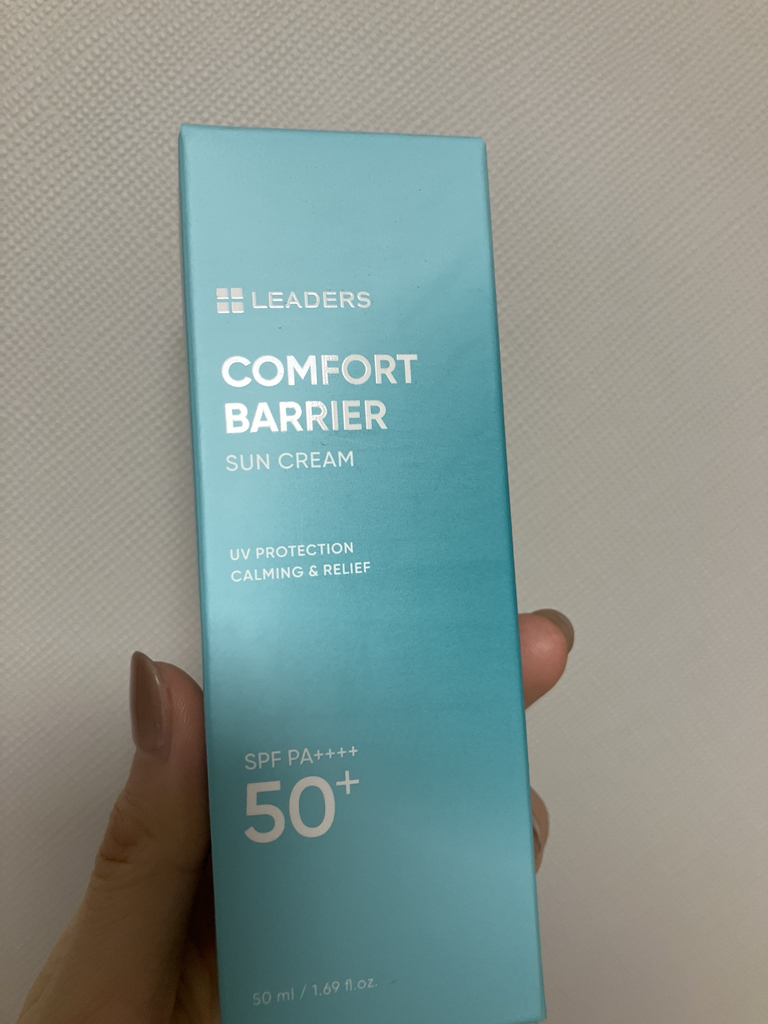 LEADERS
COMFORT
BARRIER
SUN CREAM
UV PROTECTION
CALMING & RELIEF
SPF PA++++
50+
50 ml / 1.69 fl.oz.